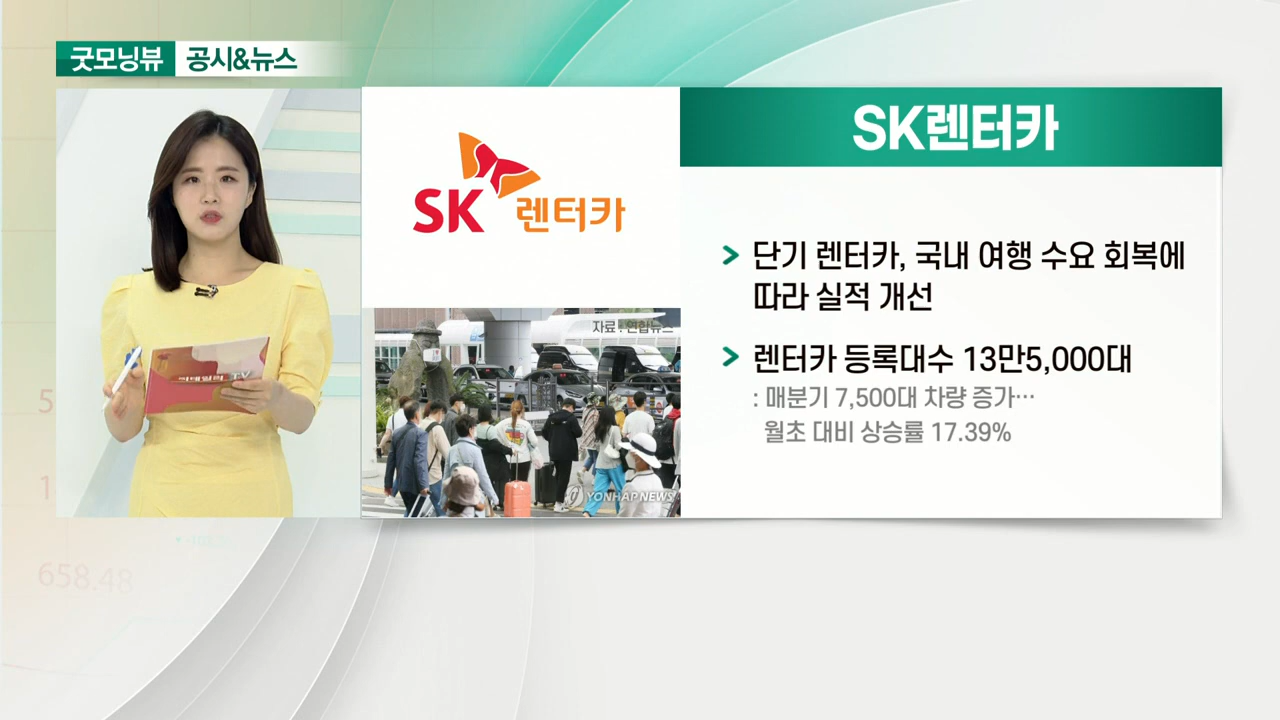 굿모닝뷰 공시&뉴스
SK렌터카
SK 렌터카
단기 렌터카, 국내 여행 수요 회복에
따라 실적 개선
렌터카 등록대수 13만5,000대
: 매분기 7,500대 차량 증가…
월초 대비 상승률 17.39%
자료 : 연합뉴스
YONHAP NEWS
658.48